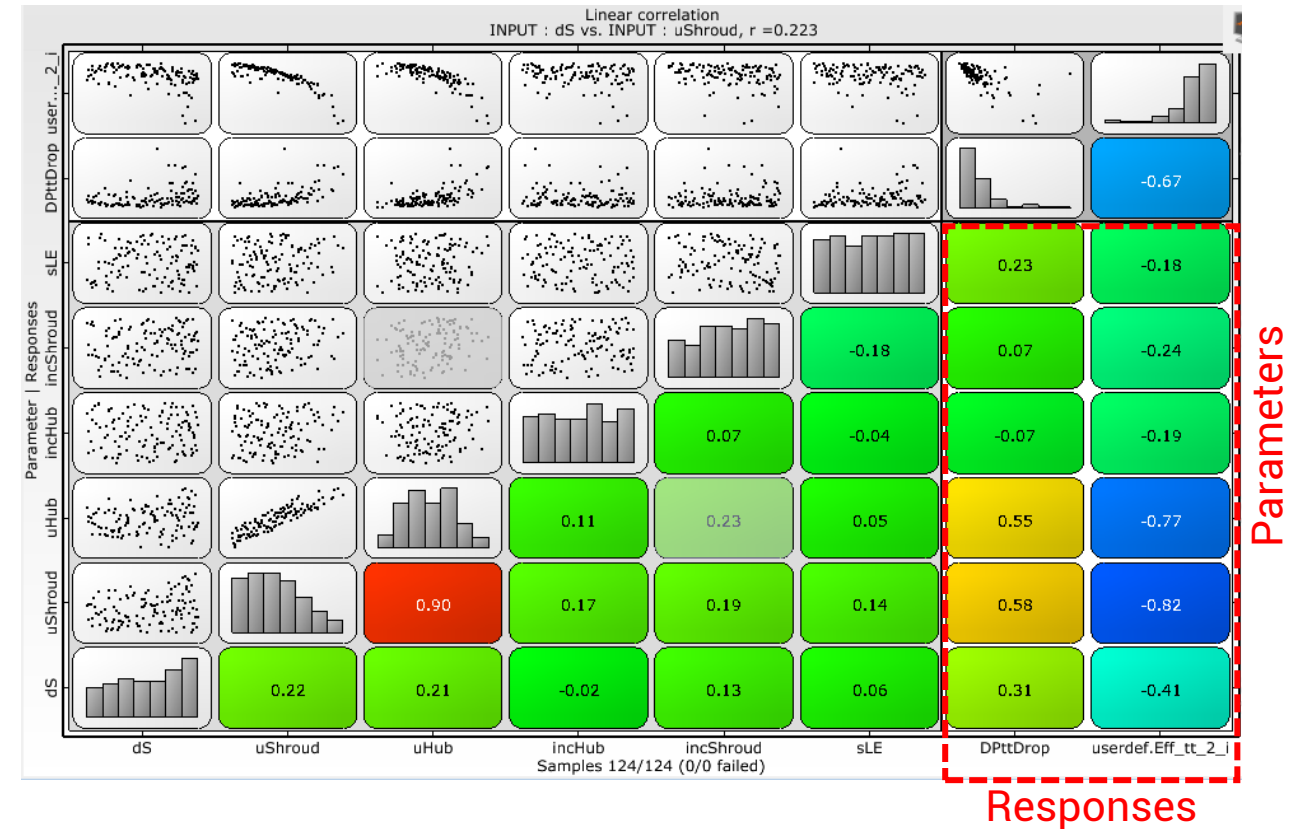 Linear correlation
INPUT : dS vs. INPUT : uShroud, r =0.223
user..._2_i
DPttDrop
-0.67
sLE
0.23 -0.18
incShroud
-0.18 0.07 -0.24
incHub
0.07 -0.04 -0.07 -0.19
uHub
0.11 0.23 0.05 0.55 -0.77
uShroud
0.90 0.17 0.19 0.14 0.58 -0.82
dS
0.22 0.21 -0.02 0.13 0.06 0.31 -0.41
Parameter | Responses
dS uShroud uHub incHub incShroud sLE DPttDrop userdef.Eff_tt_2_i
Samples 124/124 (0/0 failed)
Parameters
Responses